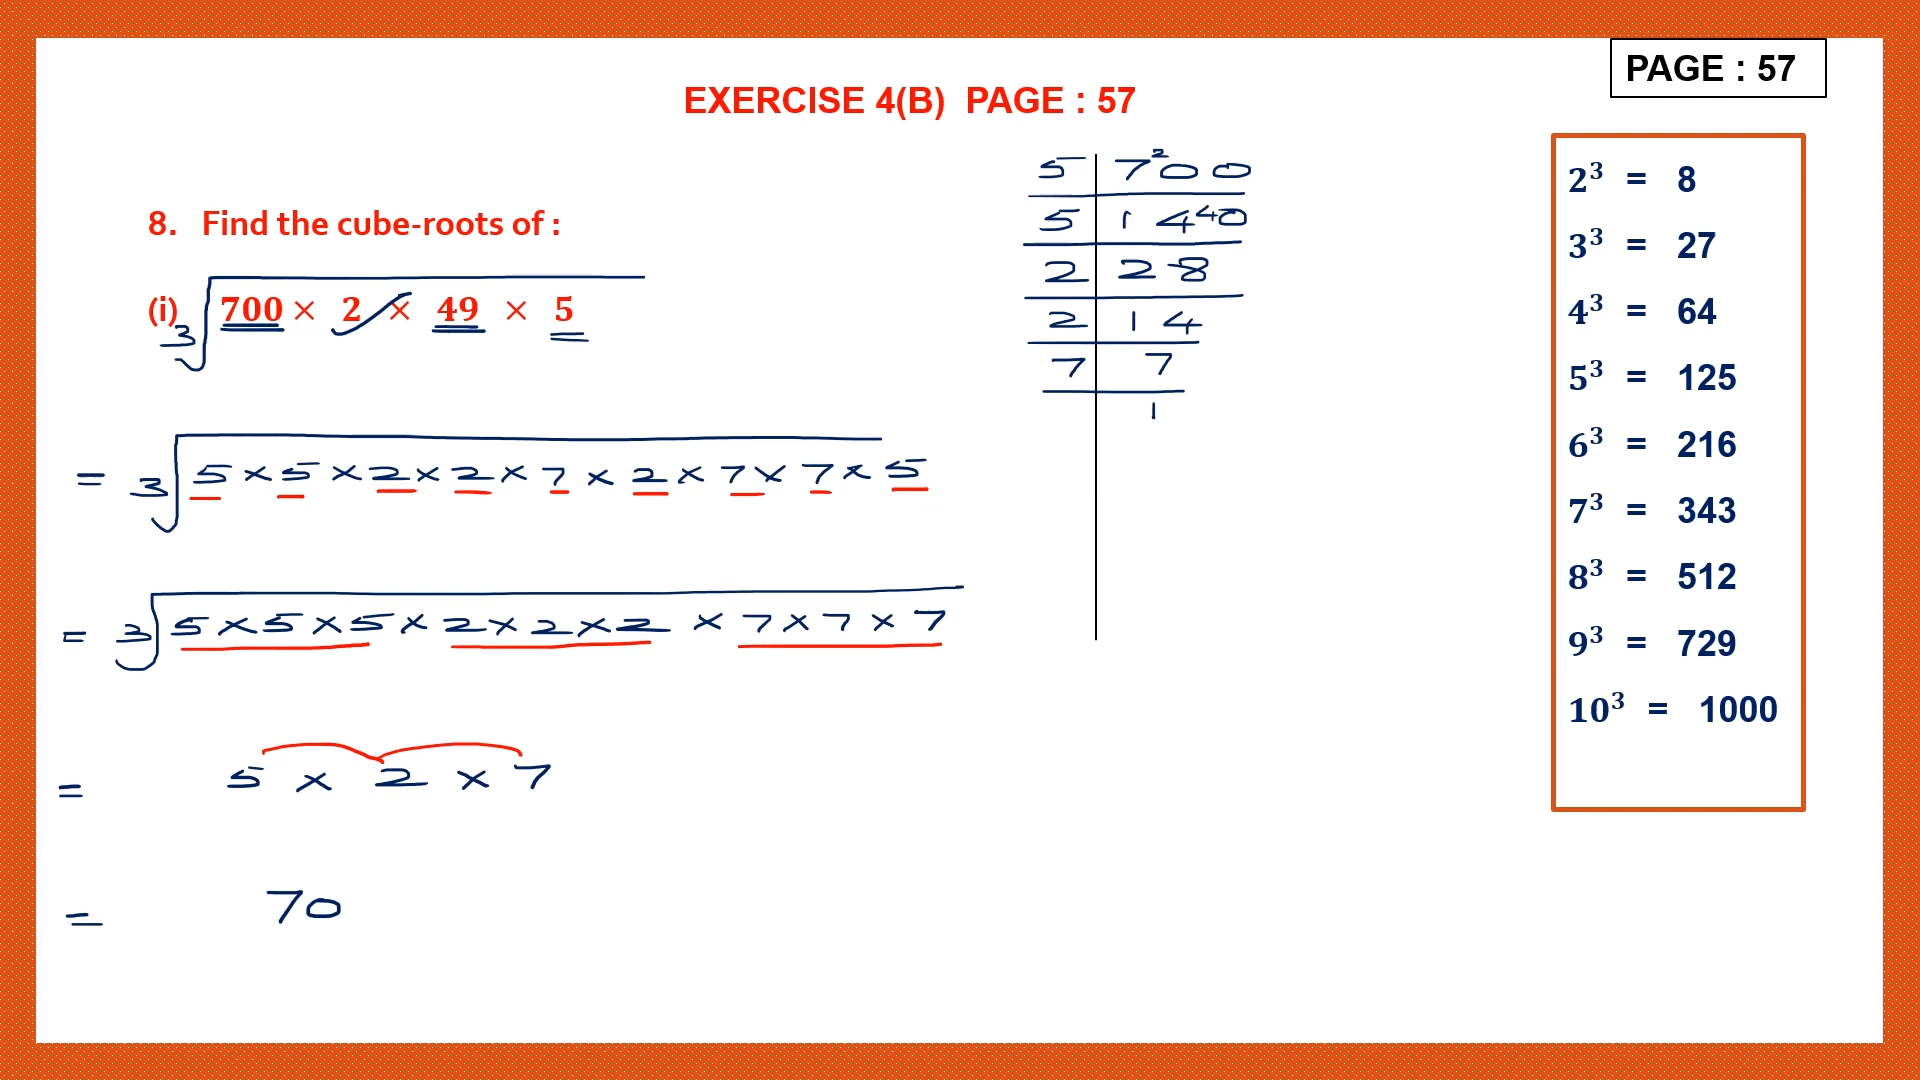 PAGE : 57
EXERCISE 4(B) PAGE : 57
8. Find the cube-roots of :
(i) ∛700 × 2 × 49 × 5
= ∛5 × 5 × 2 × 2 × 7 × 2 × 7 × 7 × 5
= ∛5 × 5 × 5 × 2 × 2 × 2 × 7 × 7 × 7
= 5 × 2 × 7
= 70
5 | 7²00
5 | 14⁴0
2 | 28
2 | 14
7 | 7
1
2³ = 8
3³ = 27
4³ = 64
5³ = 125
6³ = 216
7³ = 343
8³ = 512
9³ = 729
10³ = 1000